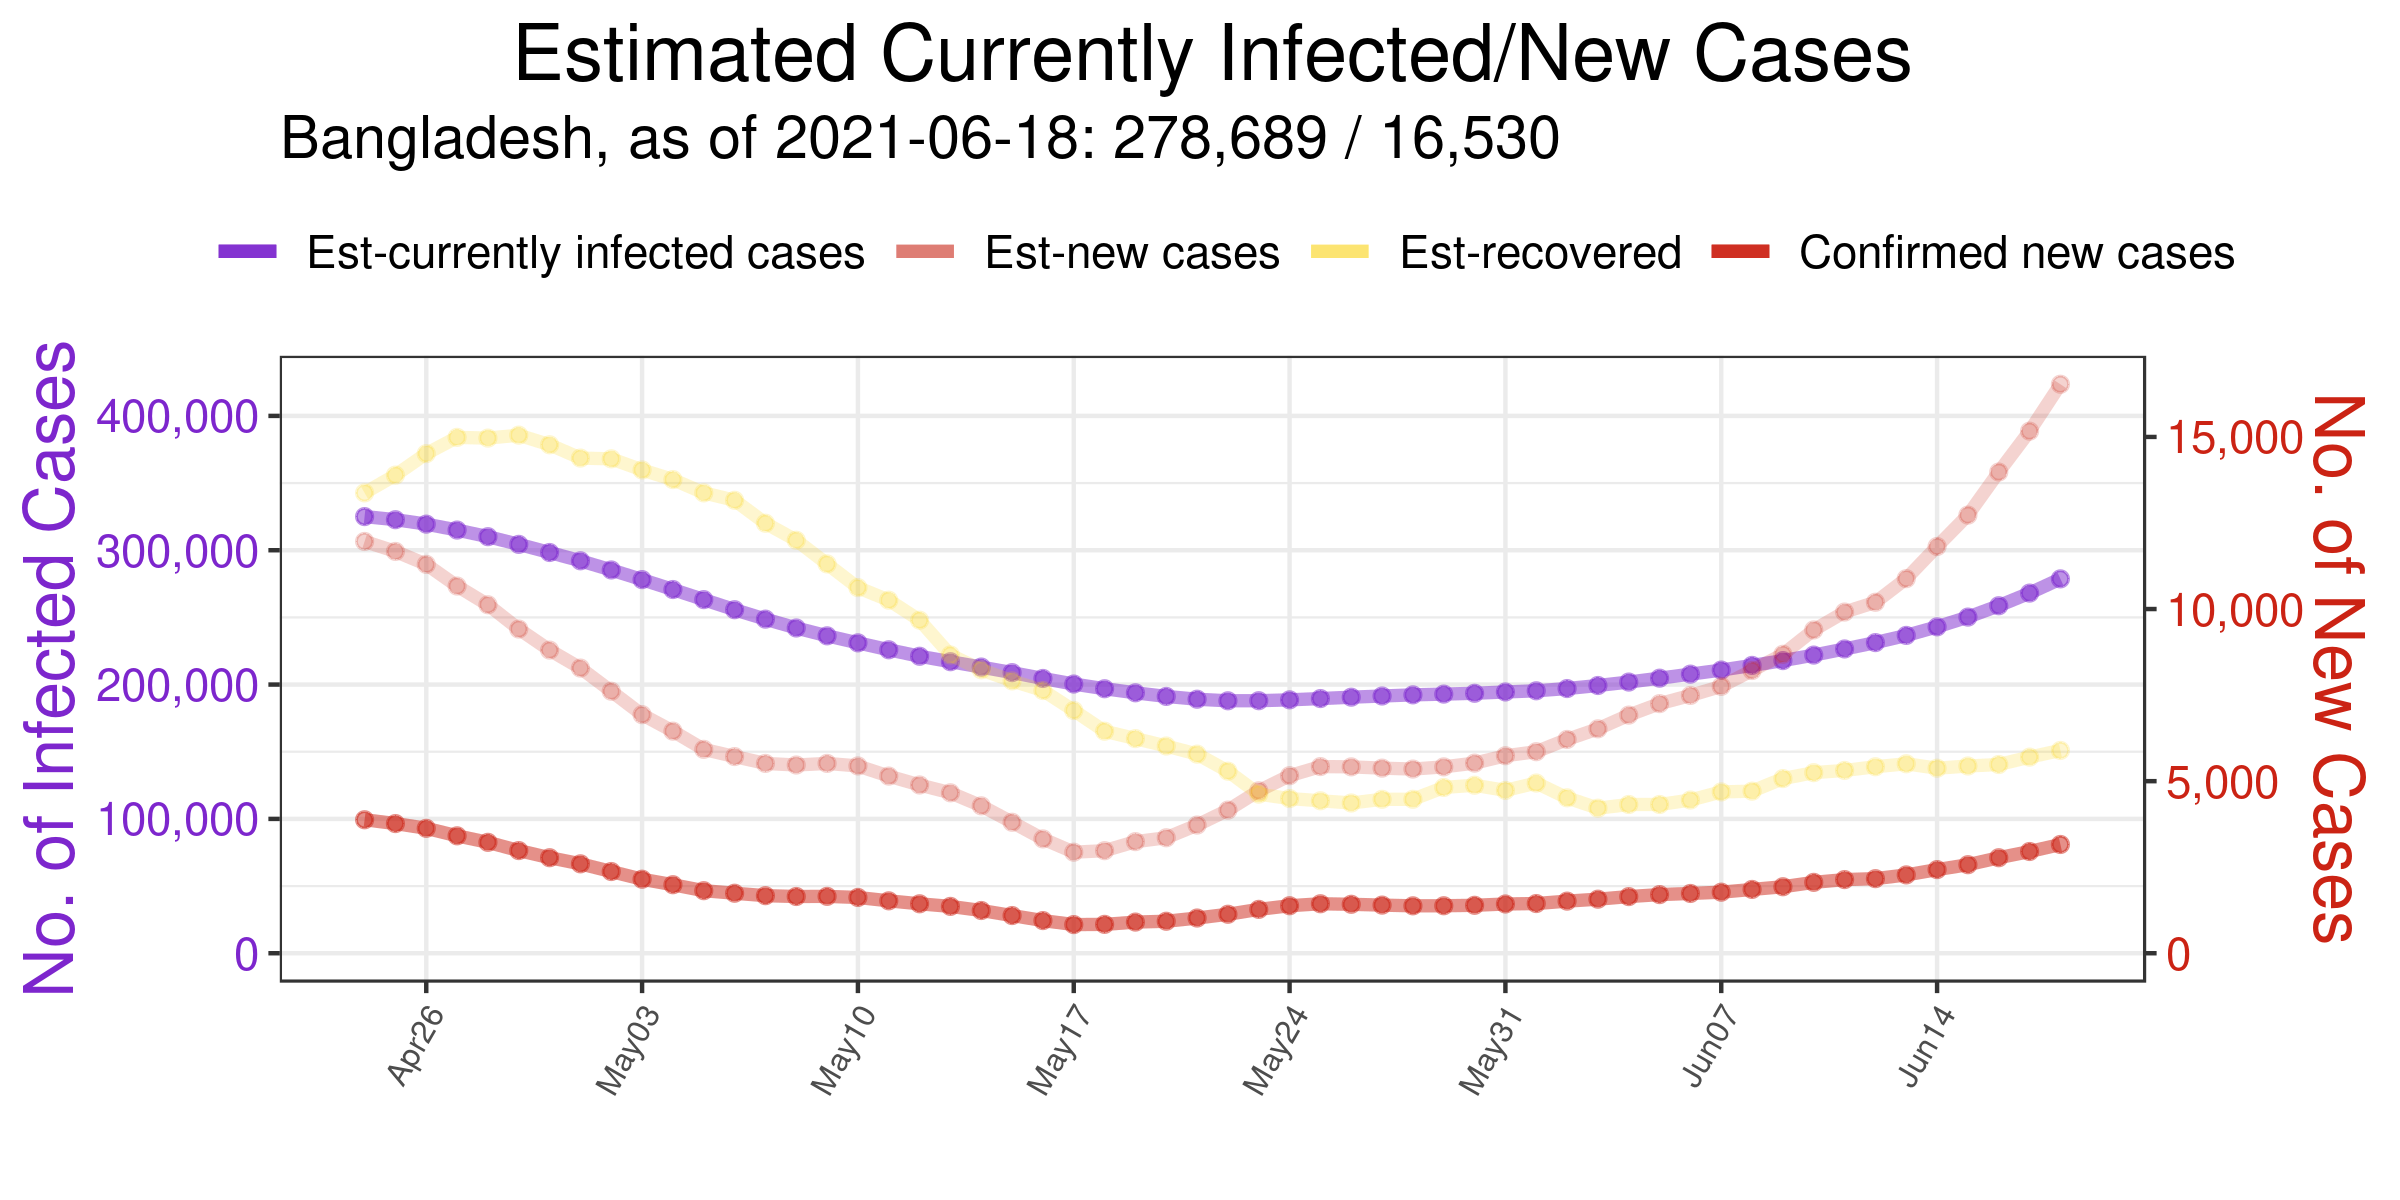 Estimated Currently Infected/New Cases
Bangladesh, as of 2021-06-18: 278,689 / 16,530
Est-currently infected cases Est-new cases Est-recovered Confirmed new cases
No. of Infected Cases
400,000
300,000
200,000
100,000
0
15,000
10,000
5,000
0
No. of New Cases
Apr26 May03 May10 May17 May24 May31 Jun07 Jun14